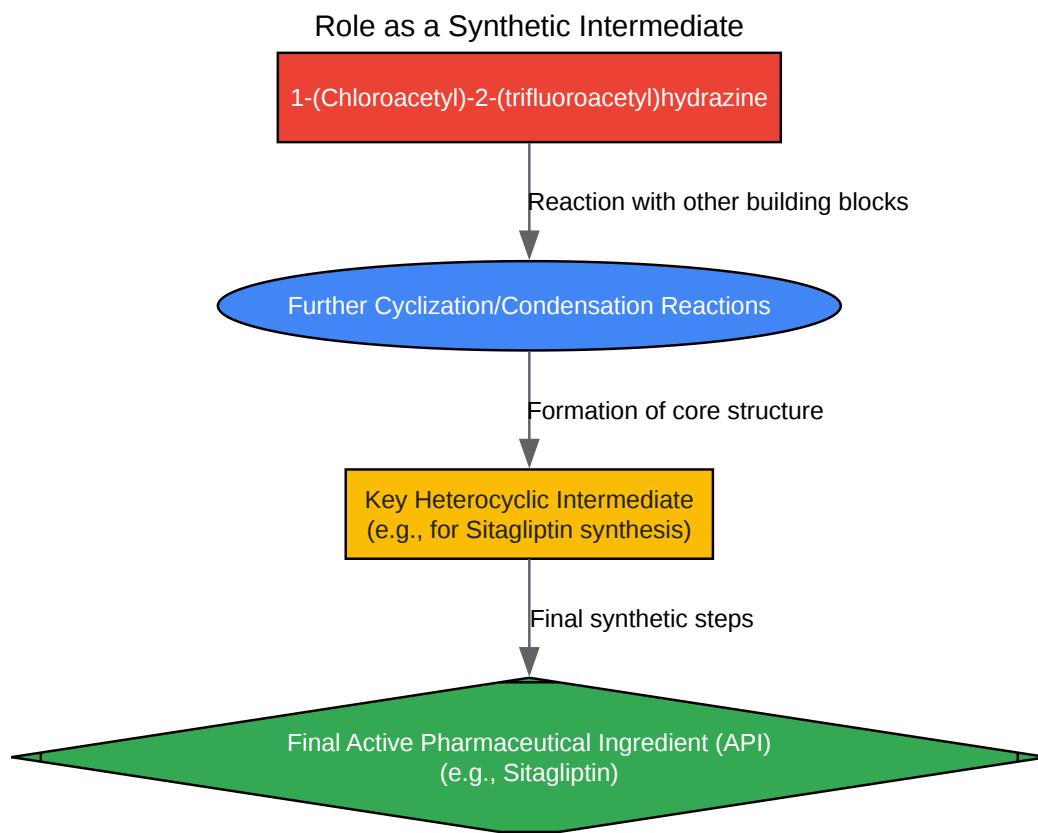 Role as a Synthetic Intermediate
1-(Chloroacetyl)-2-(trifluoroacetyl)hydrazine
Reaction with other building blocks
Further Cyclization/Condensation Reactions
Formation of core structure
Key Heterocyclic Intermediate
(e.g., for Sitagliptin synthesis)
Final synthetic steps
Final Active Pharmaceutical Ingredient (API)
(e.g., Sitagliptin)